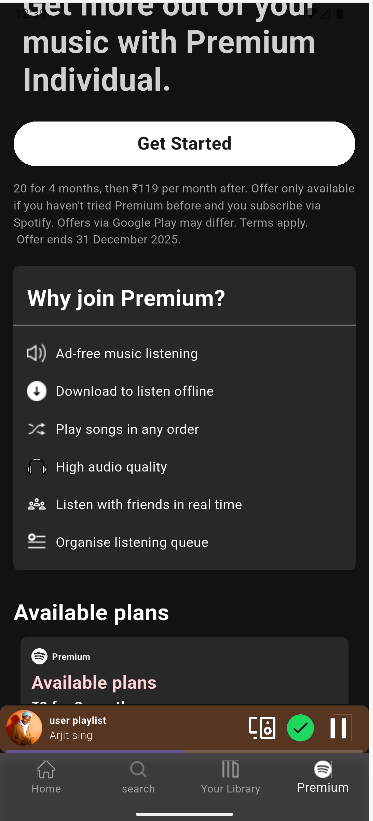 Get more out of your
music with Premium
Individual.
Get Started
20 for 4 months, then ₹119 per month after. Offer only available
if you haven't tried Premium before and you subscribe via
Spotify. Offers via Google Play may differ. Terms apply.
Offer ends 31 December 2025.
Why join Premium?
Ad-free music listening
Download to listen offline
Play songs in any order
High audio quality
Listen with friends in real time
Organise listening queue
Available plans
Premium
Available plans
user playlist
Arjit sing
Home
search
Your Library
Premium